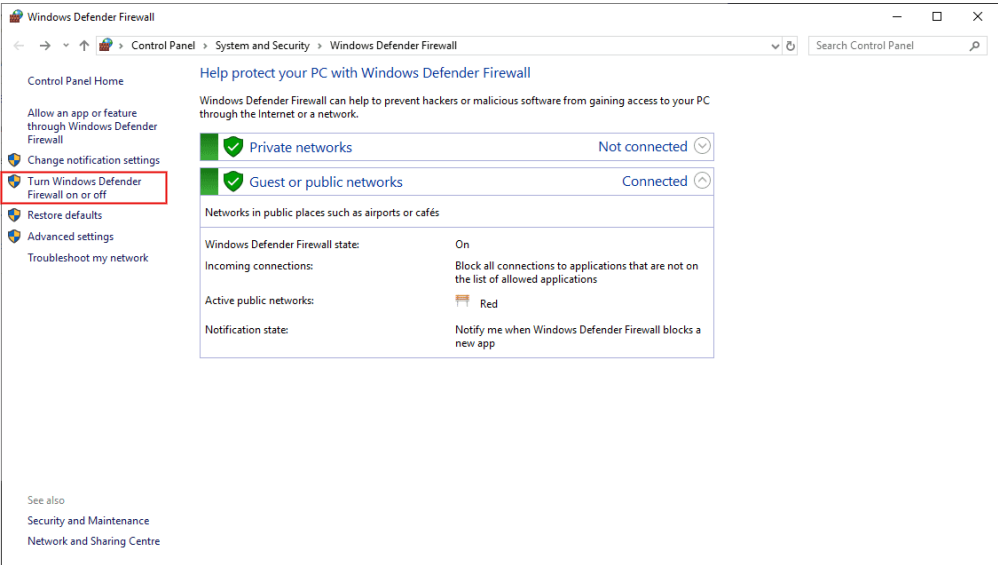 Windows Defender Firewall
Control Panel > System and Security > Windows Defender Firewall
Search Control Panel
Control Panel Home
Allow an app or feature
through Windows Defender
Firewall
Change notification settings
Turn Windows Defender
Firewall on or off
Restore defaults
Advanced settings
Troubleshoot my network
Help protect your PC with Windows Defender Firewall
Windows Defender Firewall can help to prevent hackers or malicious software from gaining access to your PC
through the Internet or a network.
Private networks Not connected
Guest or public networks Connected
Networks in public places such as airports or cafés
Windows Defender Firewall state: On
Incoming connections: Block all connections to applications that are not on
the list of allowed applications
Active public networks: Red
Notification state: Notify me when Windows Defender Firewall blocks a
new app
See also
Security and Maintenance
Network and Sharing Centre